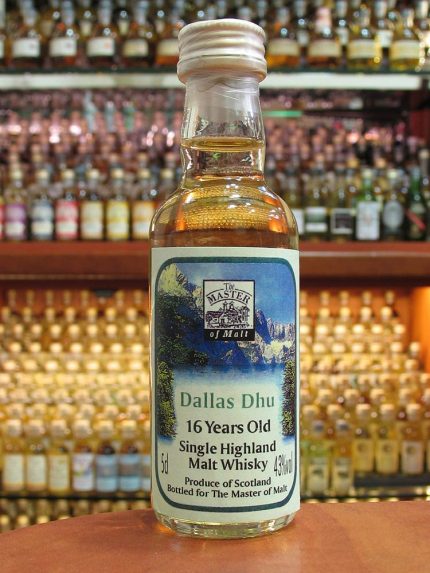 The
MASTER
of Malt
Dallas Dhu
16 Years Old
Single Highland
5cl Malt Whisky 43%vol
Produce of Scotland
Bottled for The Master of Malt